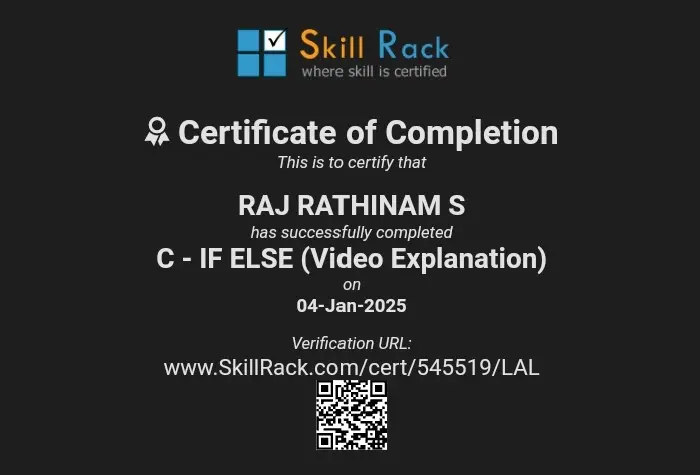 Skill Rack
where skill is certified
Certificate of Completion
This is to certify that
RAJ RATHINAM S
has successfully completed
C - IF ELSE (Video Explanation)
on
04-Jan-2025
Verification URL:
www.SkillRack.com/cert/545519/LAL